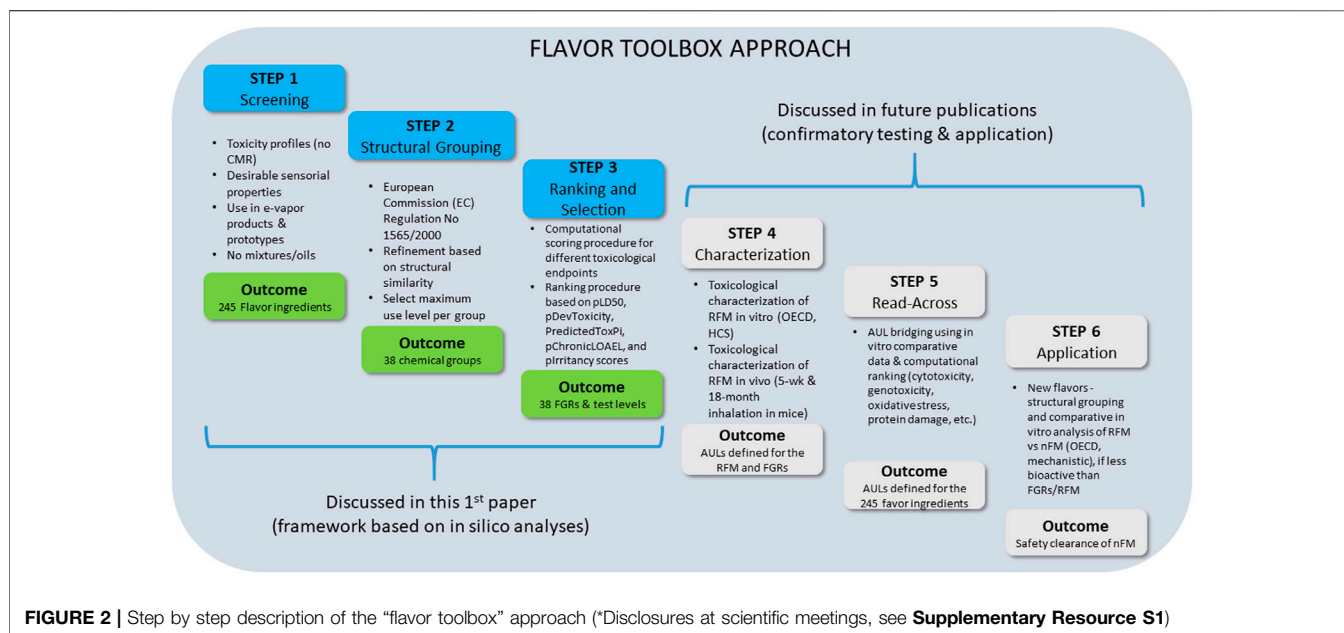 FLAVOR TOOLBOX APPROACH
STEP 1
Screening
• Toxicity profiles (no
CMR)
• Desirable sensorial
properties
• Use in e-vapor
products &
prototypes
• No mixtures/oils
Outcome
245 Flavor ingredients
STEP 2
Structural Grouping
• European
Commission (EC)
Regulation No
1565/2000
• Refinement based
on structural
similarity
• Select maximum
use level per group
Outcome
38 chemical groups
STEP 3
Ranking and
Selection
• Computational
scoring procedure for
different toxicological
endpoints
• Ranking procedure
based on pLD50,
pDevToxicity,
PredictedToxPi,
pChronicLOAEL, and
pIrritancy scores
Outcome
38 FGRs & test levels
Discussed in this 1st paper
(framework based on in silico analyses)
Discussed in future publications
(confirmatory testing & application)
STEP 4
Characterization
• Toxicological
characterization of
RFM in vitro (OECD,
HCS)
• Toxicological
characterization of
RFM in vivo (5-wk &
18-month
inhalation in mice)
Outcome
AULs defined for the
RFM and FGRs
STEP 5
Read-Across
• AUL bridging using in
vitro comparative
data & computational
ranking (cytotoxicity,
genotoxicity,
oxidative stress,
protein damage, etc.)
Outcome
AULs defined for the
245 favor ingredients
STEP 6
Application
• New flavors -
structural grouping
and comparative in
vitro analysis of RFM
vs nFM (OECD,
mechanistic), if less
bioactive than
FGRs/RFM
Outcome
Safety clearance of nFM
FIGURE 2 | Step by step description of the “flavor toolbox” approach (*Disclosures at scientific meetings, see Supplementary Resource S1)